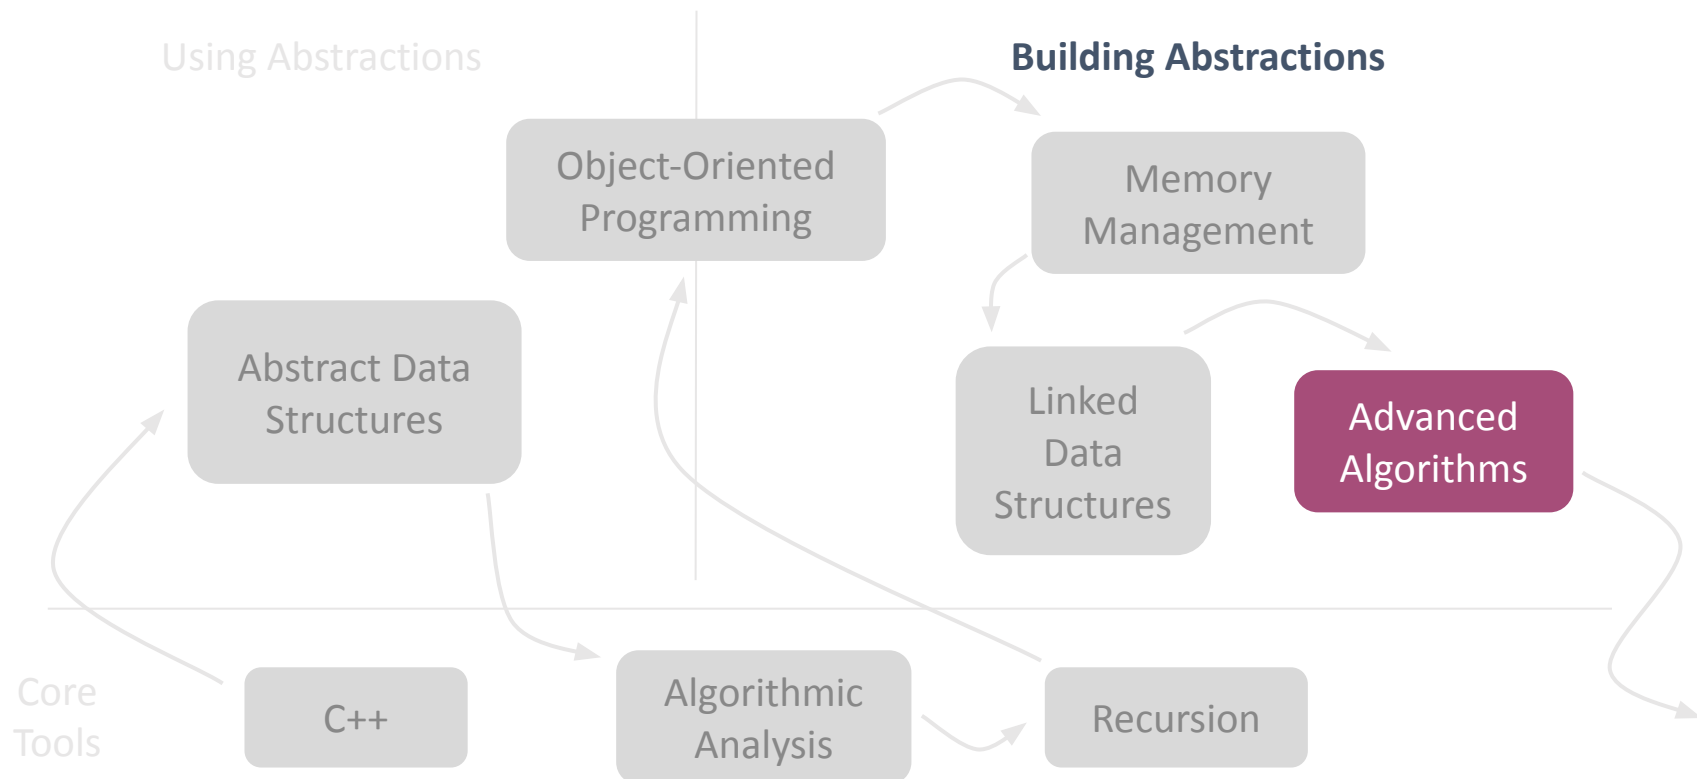 Using Abstractions
Building Abstractions
Object-Oriented
Programming
Memory
Management
Abstract Data
Structures
Linked
Data
Structures
Advanced
Algorithms
Core
Tools
C++
Algorithmic
Analysis
Recursion